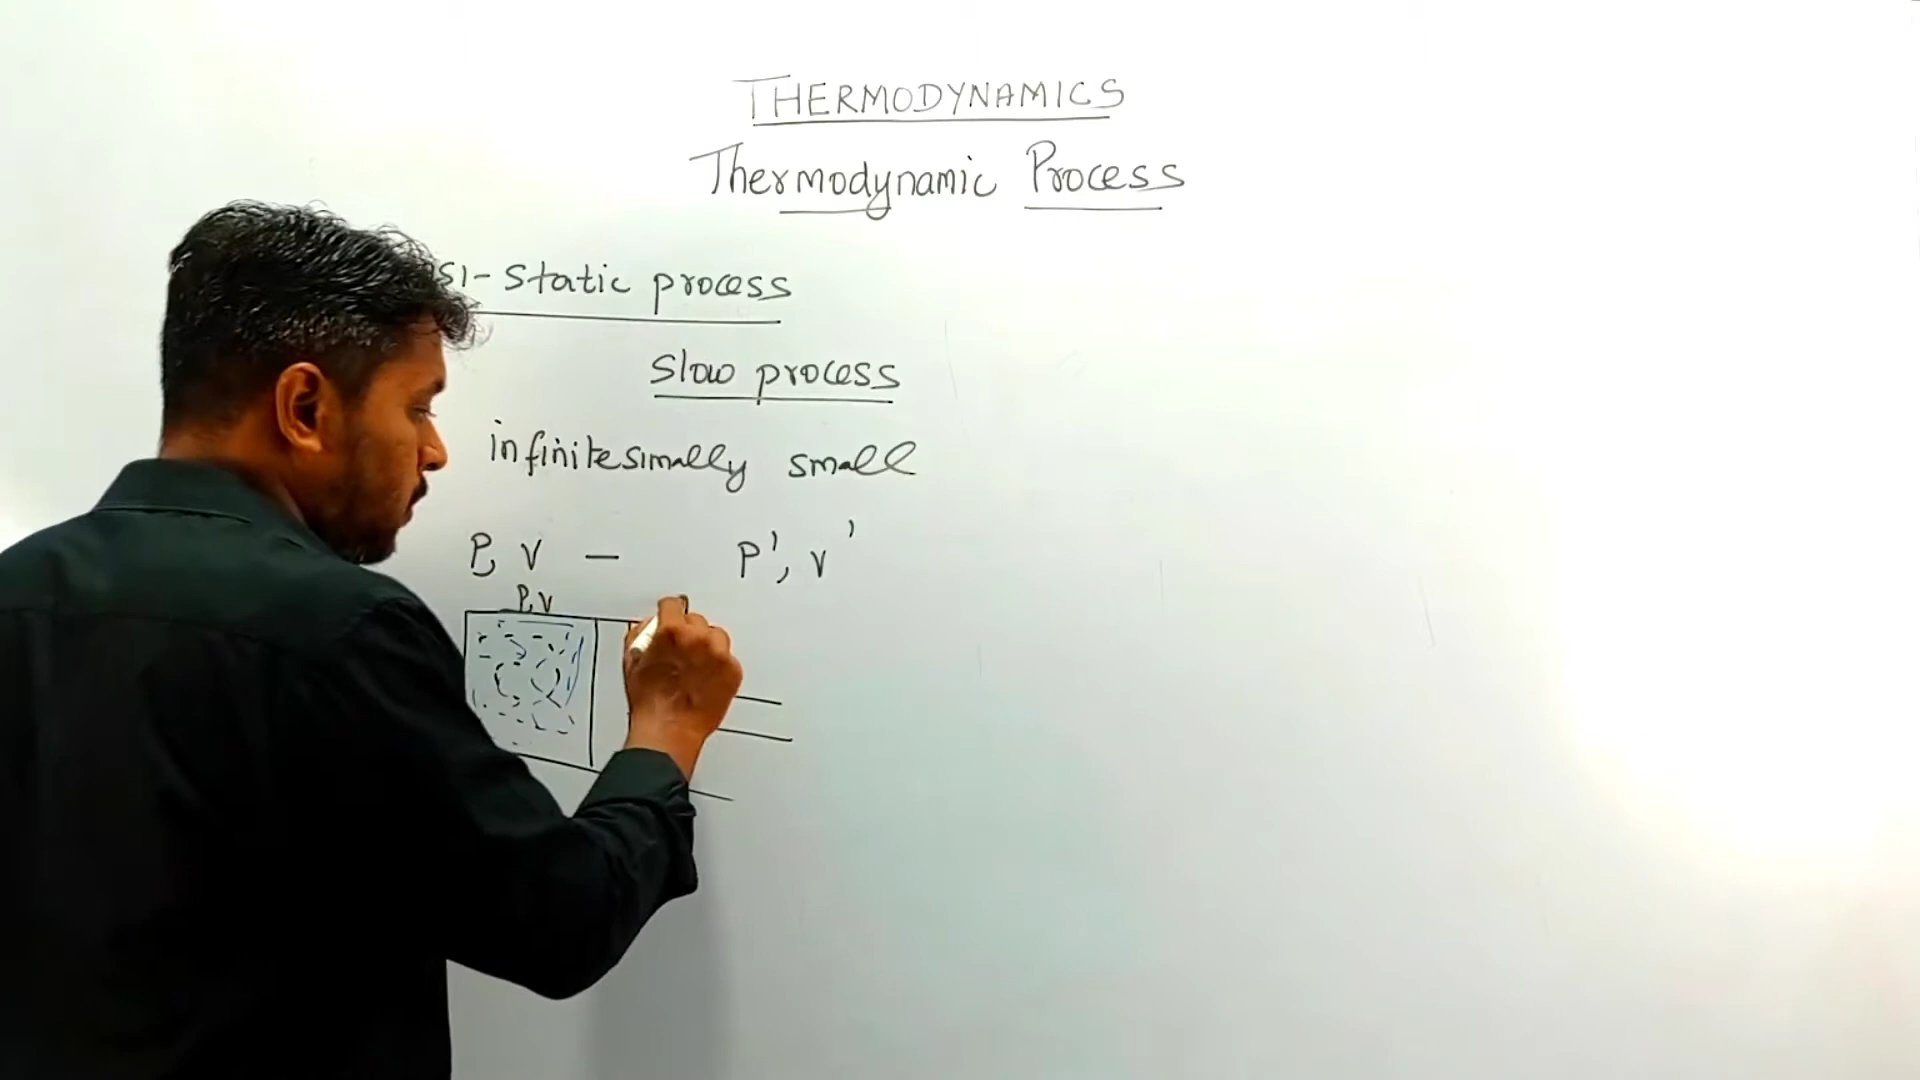 THERMODYNAMICS
Thermodynamic Process
si-static process
slow process
infinitesimally small
P, V — P', V'
P, V